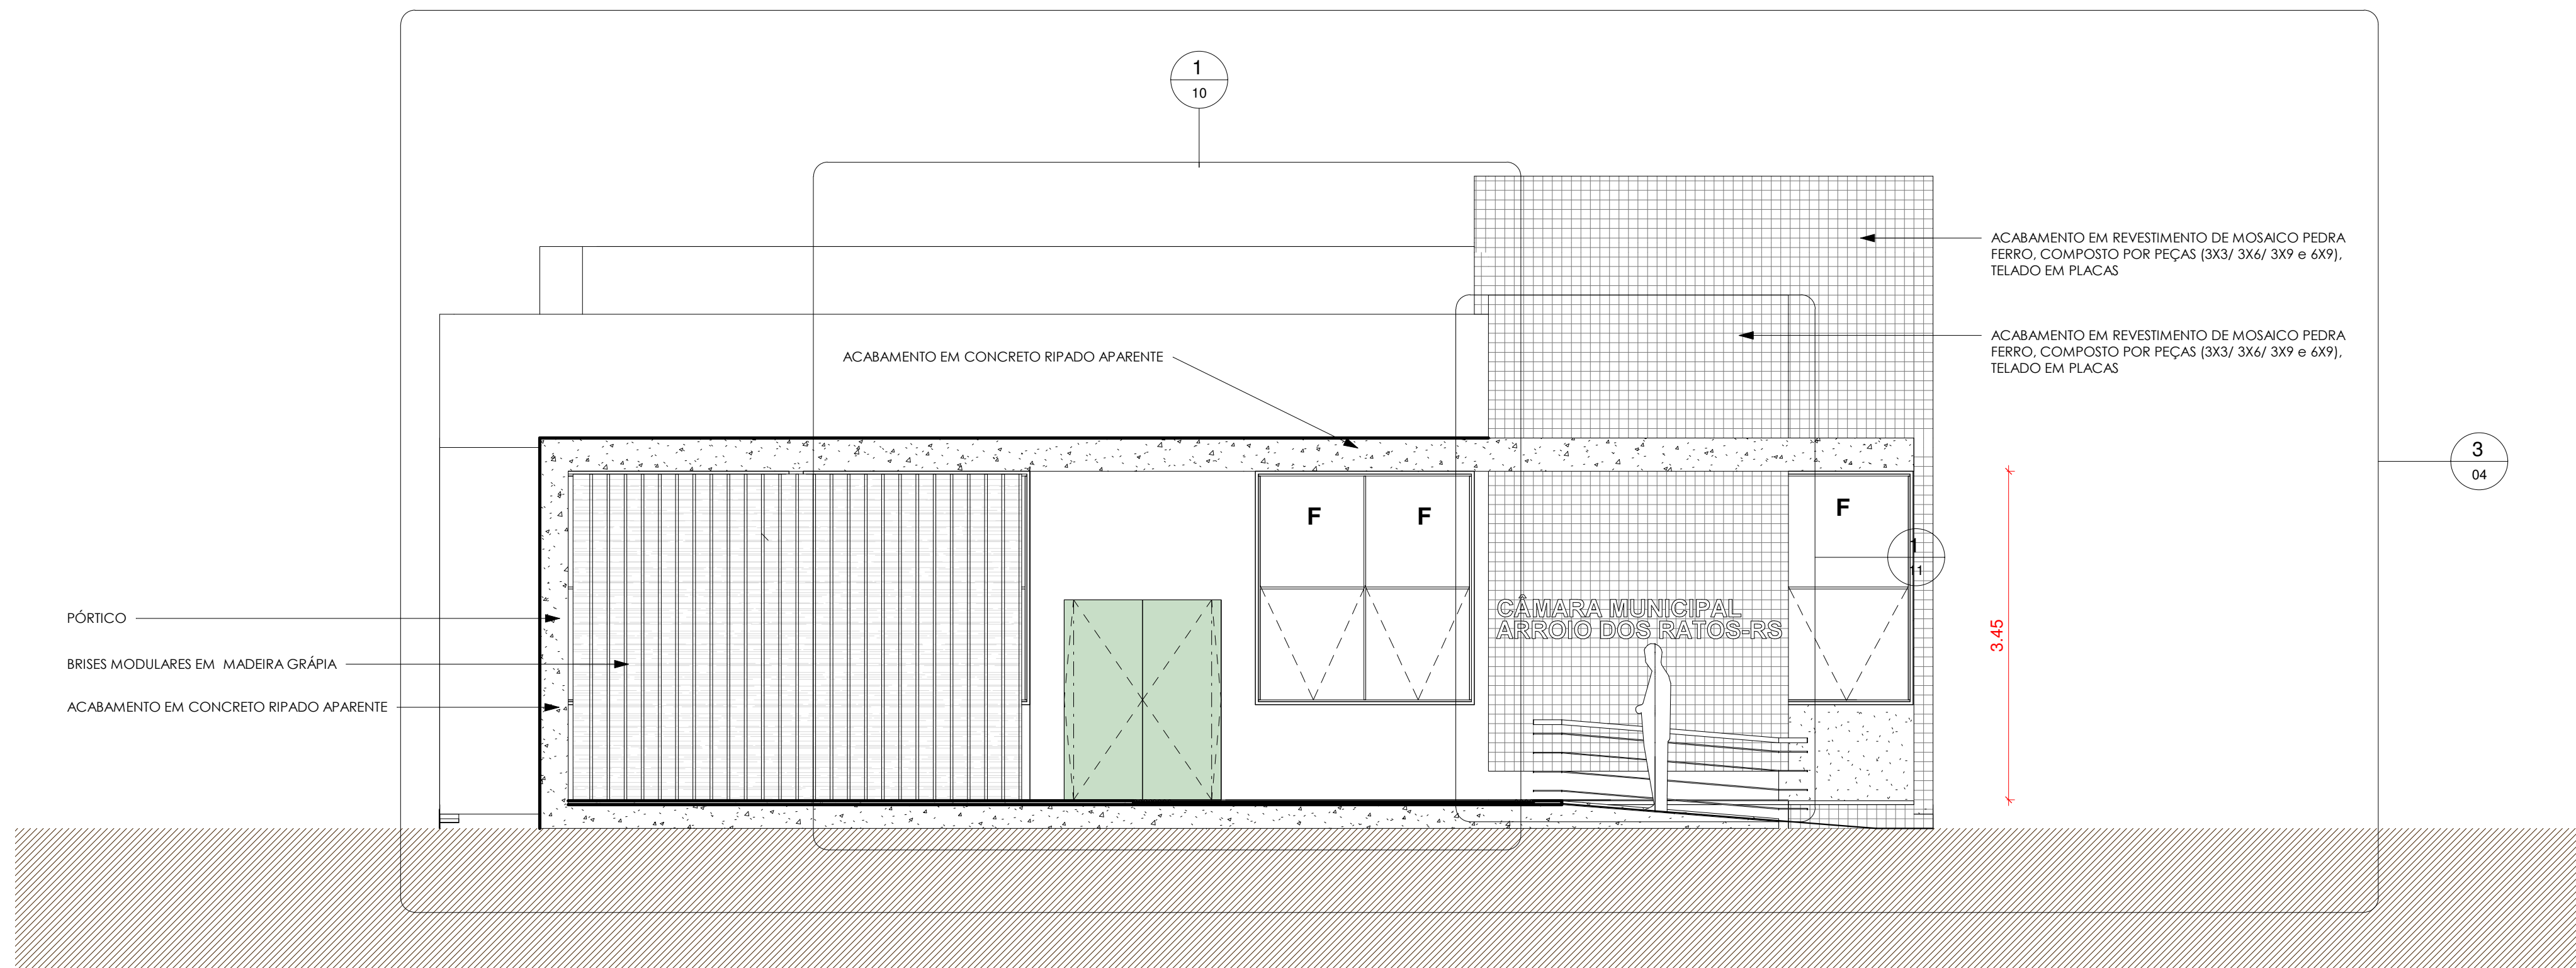 1
10
ACABAMENTO EM REVESTIMENTO DE MOSAICO PEDRA
FERRO, COMPOSTO POR PEÇAS (3X3/ 3X6/ 3X9 e 6X9),
TELADO EM PLACAS
ACABAMENTO EM REVESTIMENTO DE MOSAICO PEDRA
FERRO, COMPOSTO POR PEÇAS (3X3/ 3X6/ 3X9 e 6X9),
TELADO EM PLACAS
ACABAMENTO EM CONCRETO RIPADO APARENTE
3
04
F
F
F
1
11
CÂMARA MUNICIPAL
ARROIO DOS RATOS-RS
3.45
PÓRTICO
BRISES MODULARES EM  MADEIRA GRÁPIA
ACABAMENTO EM CONCRETO RIPADO APARENTE